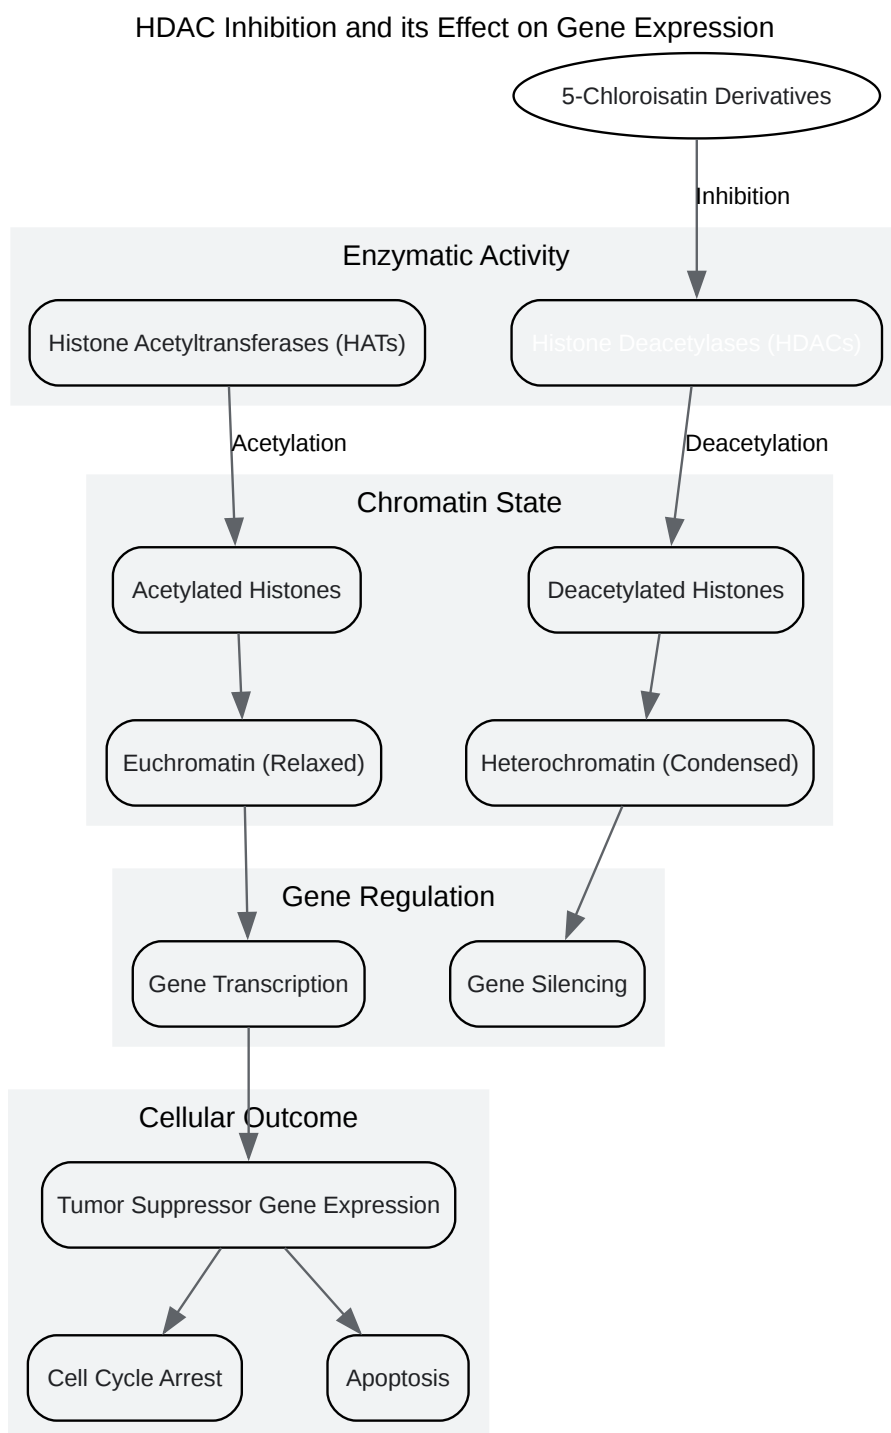 HDAC Inhibition and its Effect on Gene Expression
5-Chloroisatin Derivatives
Inhibition
Enzymatic Activity
Histone Acetyltransferases (HATs)
Histone Deacetylases (HDACs)
Acetylation
Deacetylation
Chromatin State
Acetylated Histones
Deacetylated Histones
Euchromatin (Relaxed)
Heterochromatin (Condensed)
Gene Regulation
Gene Transcription
Gene Silencing
Cellular Outcome
Tumor Suppressor Gene Expression
Cell Cycle Arrest
Apoptosis